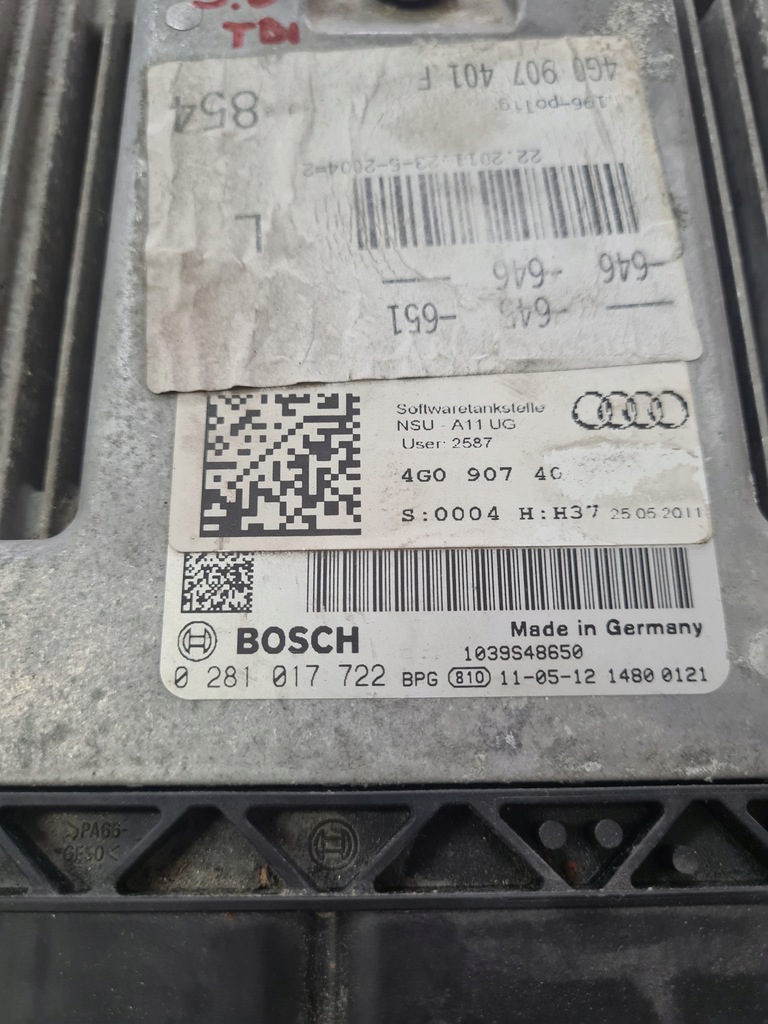 TDI
4G0 907 401 F
854
22.2011.23-5-2004=2
L
-646 -646
-651
Softwaretankstelle
NSU - A11 UG
User: 2587
4G0 907 40
S:0004 H:H37 25.05.2011
BOSCH
Made in Germany
1039S48650
0 281 017 722 BPG 810 11-05-12 1480 0121
>PA66-
GF50<